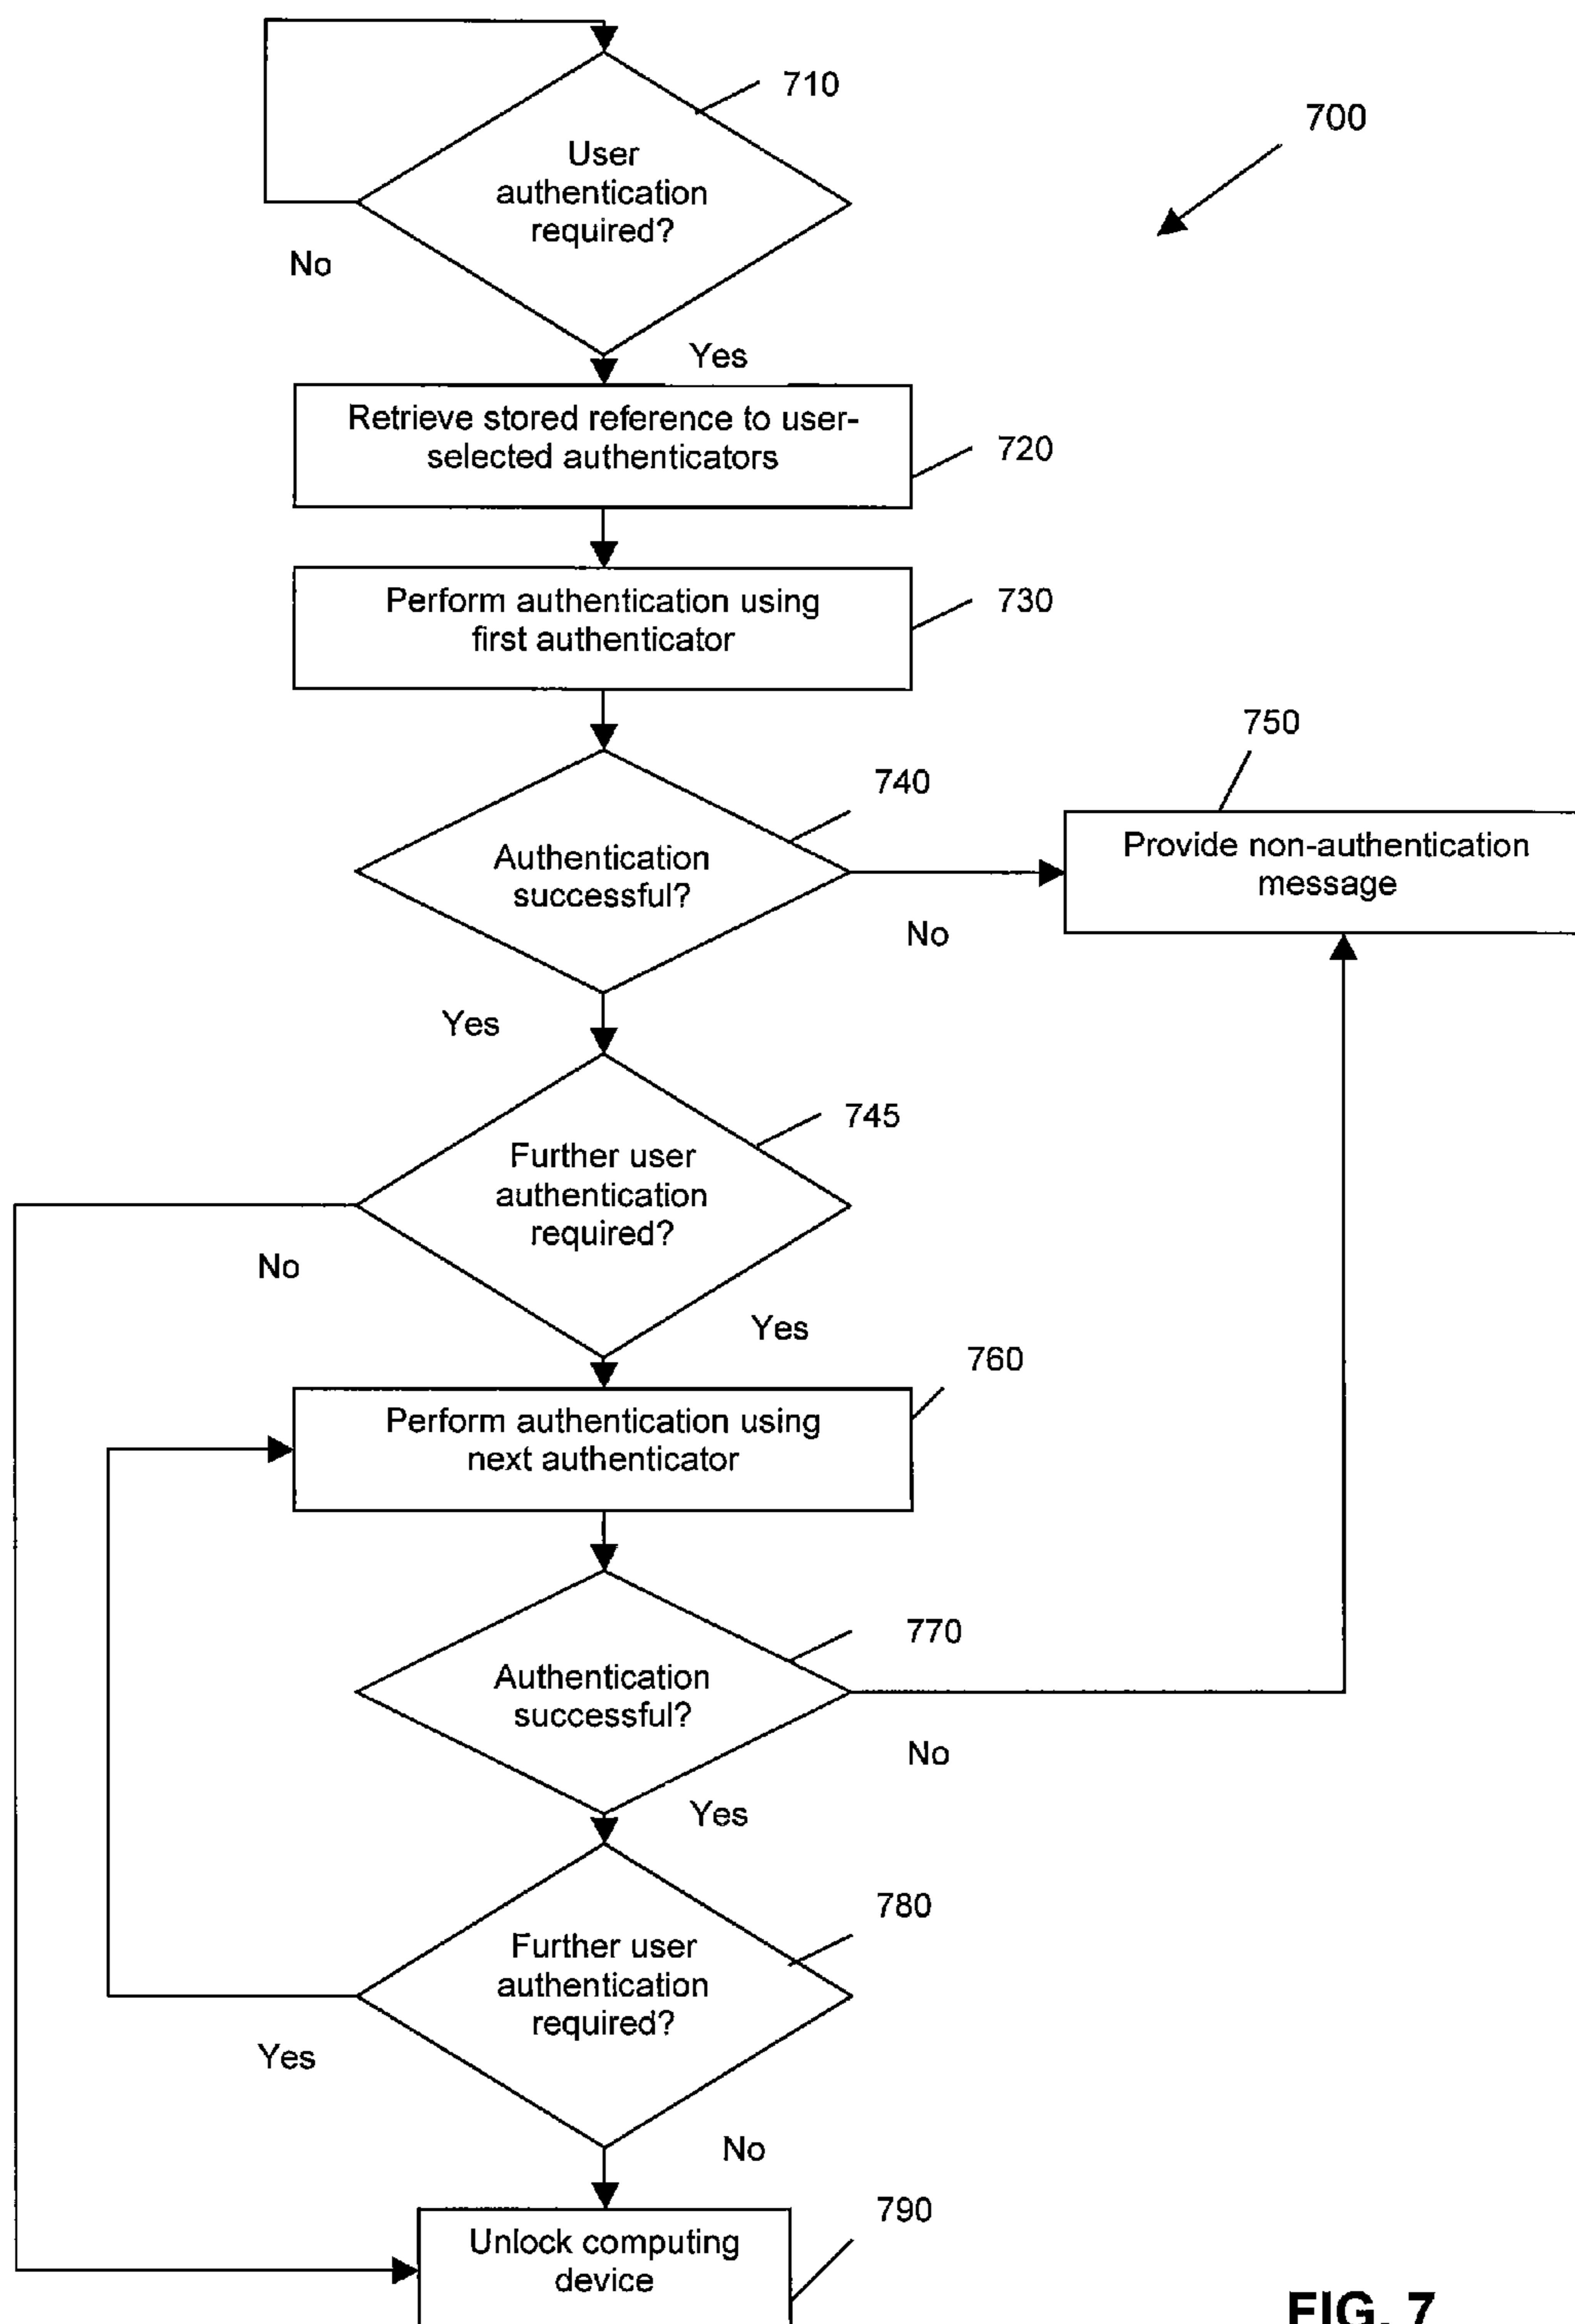 710
700
User
authentication
required?
No
Yes
Retrieve stored reference to user-
selected authenticators
720
Perform authentication using
first authenticator
730
750
740
Provide non-authentication
message
Authentication
successful?
No
Yes
745
Further user
authentication
required?
No
Yes
760
Perform authentication using
next authenticator
770
Authentication
successful?
No
Yes
780
Further user
authentication
required?
Yes
No
790
Unlock computing
device
FIG. 7